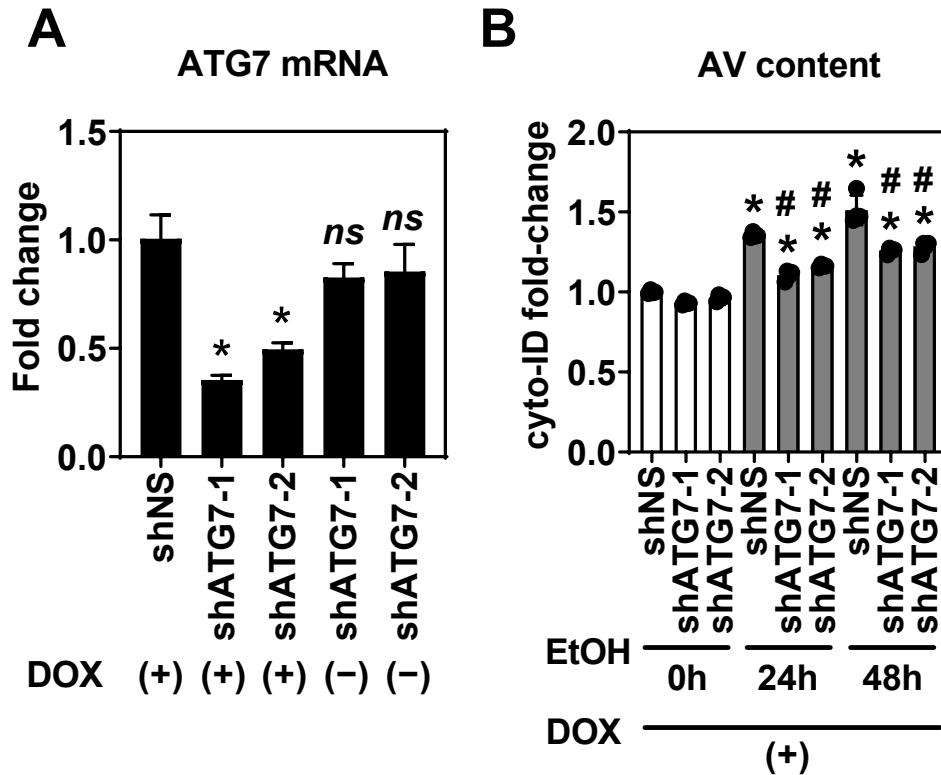 A
ATG7 mRNA
Fold change
1.5
1.0
0.5
0.0
*
*
ns
ns
shNS
shATG7-1
shATG7-2
shATG7-1
shATG7-2
DOX (+) (+) (+) (−) (−)
B
AV content
cyto-ID fold-change
2.0
1.5
1.0
0.5
0.0
*
#
*
#
*
*
#
*
#
*
shNS
shATG7-1
shATG7-2
shNS
shATG7-1
shATG7-2
shNS
shATG7-1
shATG7-2
EtOH
0h 24h 48h
DOX
(+)